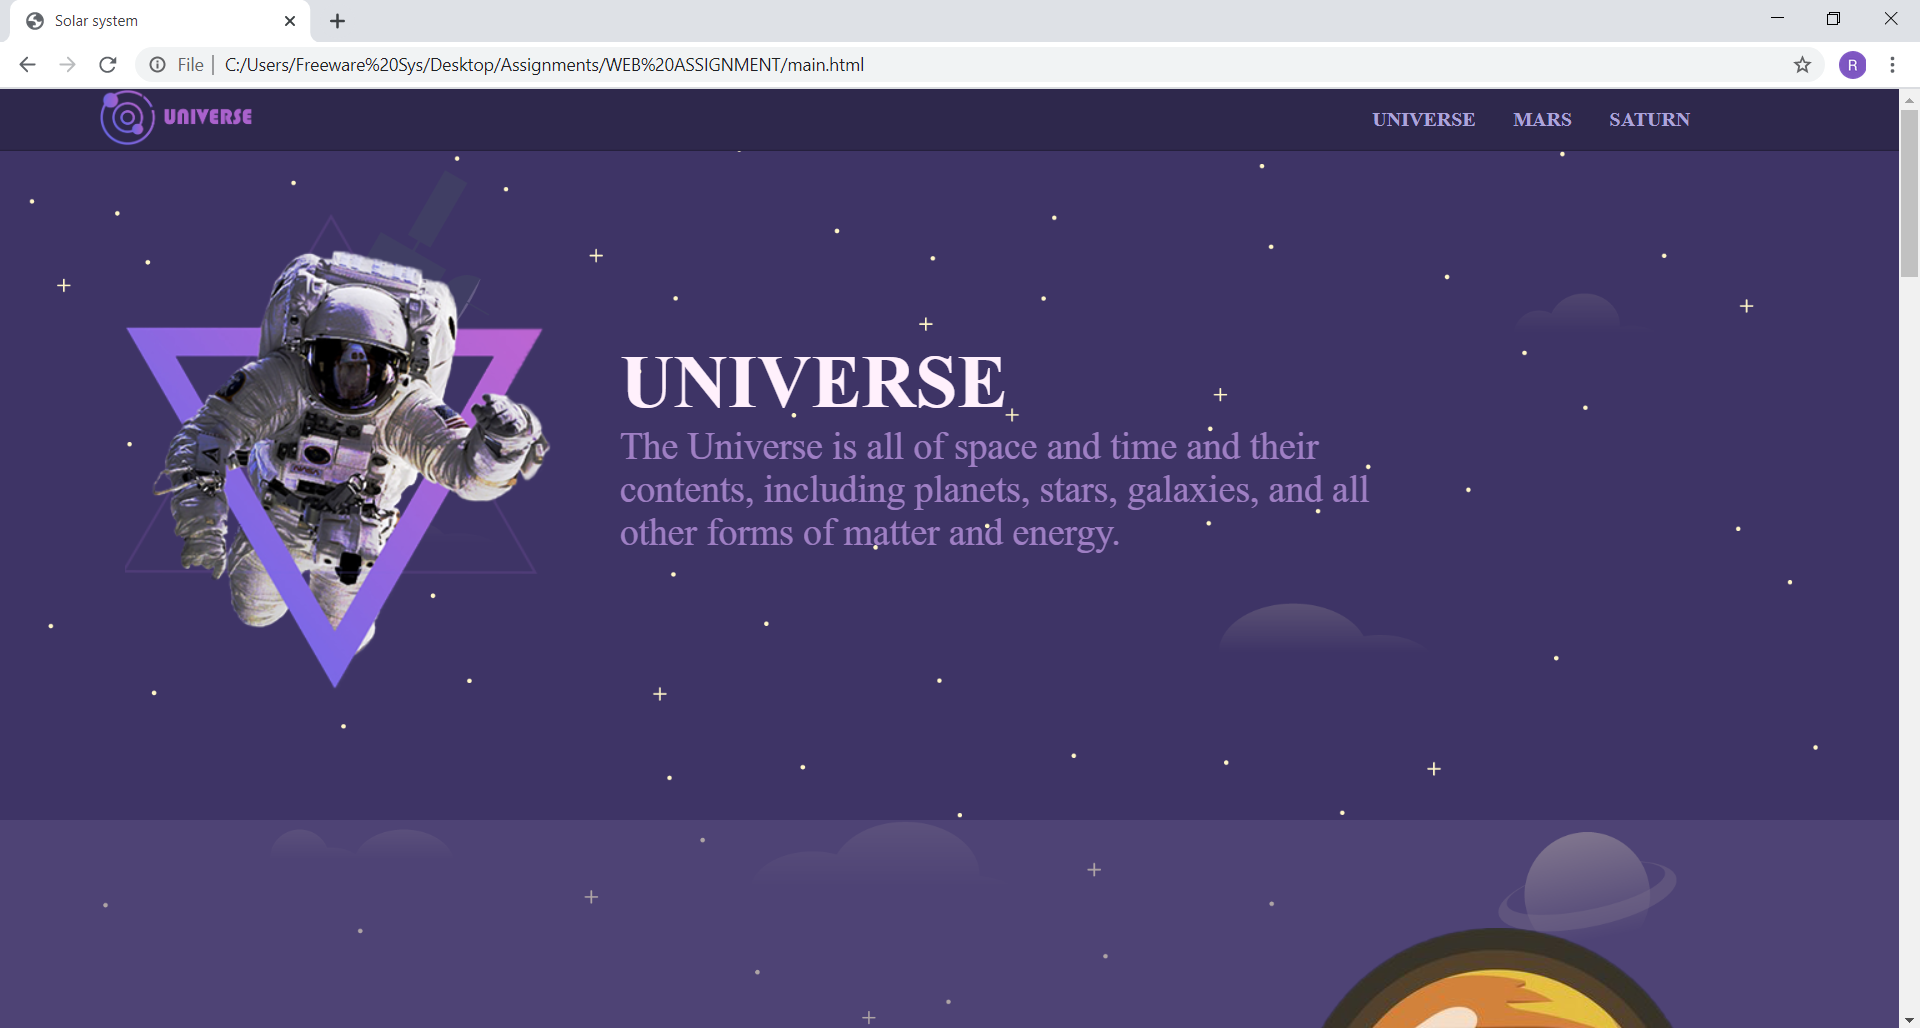 Solar system
File
C:/Users/Freeware%20Sys/Desktop/Assignments/WEB%20ASSIGNMENT/main.html
R
UNIVERSE
UNIVERSE MARS SATURN
UNIVERSE
The Universe is all of space and time and their
contents, including planets, stars, galaxies, and all
other forms of matter and energy.